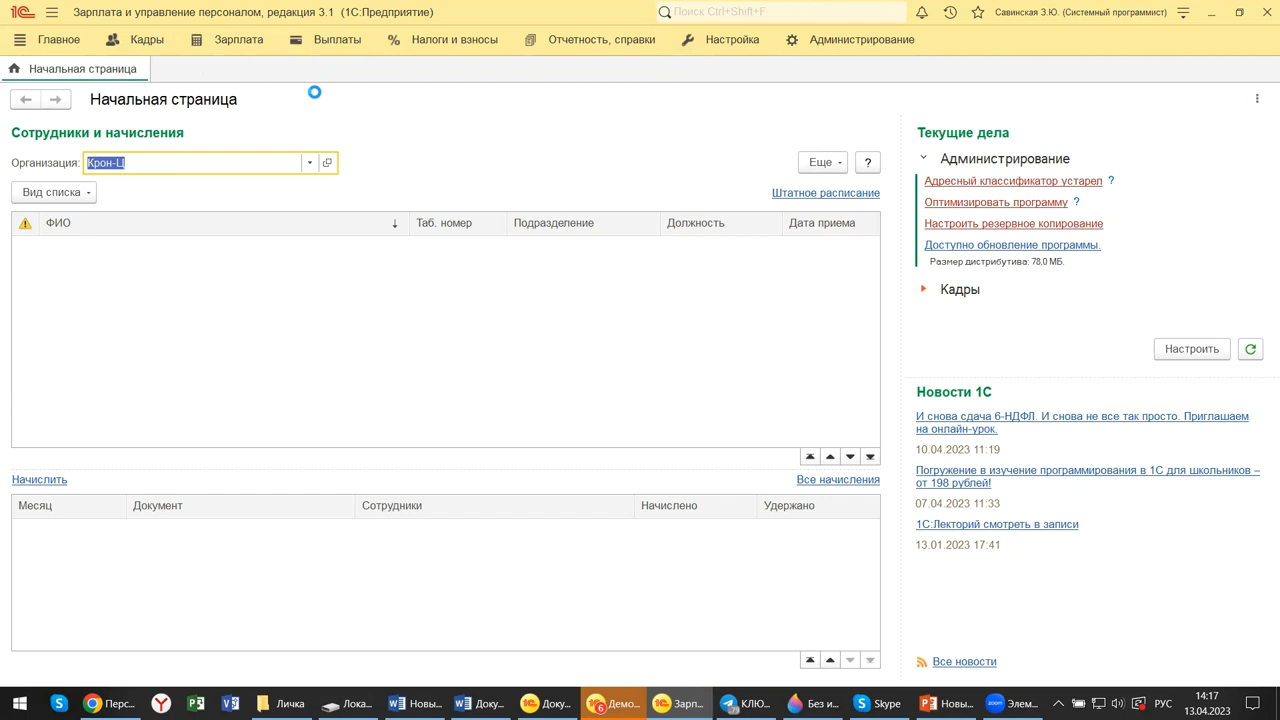 Зарплата и управление персоналом, редакция 3.1 (1С:Предприятие)
Поиск Ctrl+Shift+F
Савинская З.Ю. (Системный программист)
Главное
Кадры
Зарплата
Выплаты
Налоги и взносы
Отчетность, справки
Настройка
Администрирование
Начальная страница
Начальная страница
Сотрудники и начисления
Организация: Крон-Ц
Еще
?
Вид списка
Штатное расписание
ФИО
Таб. номер
Подразделение
Должность
Дата приема
Начислить
Все начисления
Месяц
Документ
Сотрудники
Начислено
Удержано
Текущие дела
Администрирование
Адресный классификатор устарел ?
Оптимизировать программу ?
Настроить резервное копирование
Доступно обновление программы.
Размер дистрибутива: 78,0 МБ.
Кадры
Настроить
Новости 1С
И снова сдача 6-НДФЛ. И снова не все так просто. Приглашаем
на онлайн-урок.
10.04.2023 11:19
Погружение в изучение программирования в 1С для школьников –
от 198 рублей!
07.04.2023 11:33
1С:Лекторий смотреть в записи
13.01.2023 17:41
Все новости
Перс...
Личка
Лока...
Новы...
Доку...
Доку...
6
Демо...
Зарп...
79
КЛЮ...
Без и...
Skype
Новы...
zoom
Элем...
РУС
14:17
13.04.2023